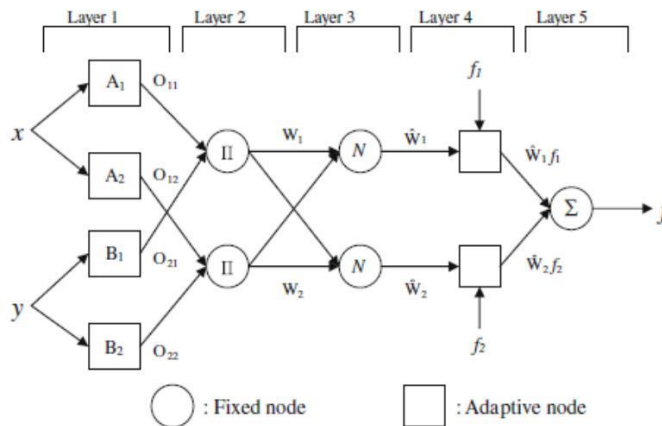 Layer 1 Layer 2 Layer 3 Layer 4 Layer 5
A₁ O₁₁ f₁
x Π W₁ N Ŵ₁ Ŵ₁f₁
A₂ O₁₂
Σ
B₁ O₂₁
y Π W₂ N Ŵ₂ Ŵ₂f₂
B₂ O₂₂ f₂
: Fixed node : Adaptive node